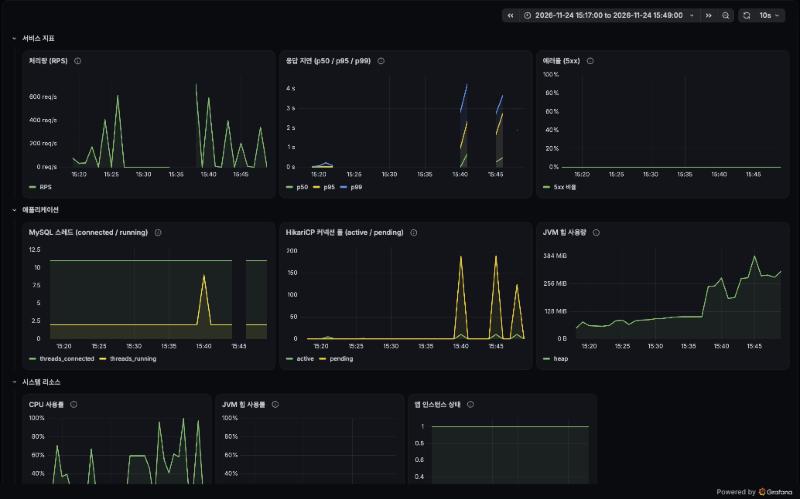 2026-11-24 15:17:00 to 2026-11-24 15:49:00 10s
서비스 지표
처리량 (RPS) 응답 지연 (p50 / p95 / p99) 에러율 (5xx)
600 req/s
400 req/s
200 req/s
0 req/s
15:20 15:25 15:30 15:35 15:40 15:45
RPS
4 s
3 s
2 s
1 s
0 s
15:20 15:25 15:30 15:35 15:40 15:45
p50 p95 p99
100%
80%
60%
40%
20%
0%
15:20 15:25 15:30 15:35 15:40 15:45
5xx 비율
애플리케이션
MySQL 스레드 (connected / running) HikariCP 커넥션 풀 (active / pending) JVM 힙 사용량
12.5
10
7.5
5
2.5
0
15:20 15:25 15:30 15:35 15:40 15:45
threads_connected threads_running
200
150
100
50
0
15:20 15:25 15:30 15:35 15:40 15:45
active pending
384 MiB
256 MiB
128 MiB
0 B
15:20 15:25 15:30 15:35 15:40 15:45
heap
시스템 리소스
CPU 사용률 JVM 힙 사용률 앱 인스턴스 상태
100%
80%
60%
40%
100%
80%
60%
40%
1
0.8
0.6
0.4
Powered by Grafana